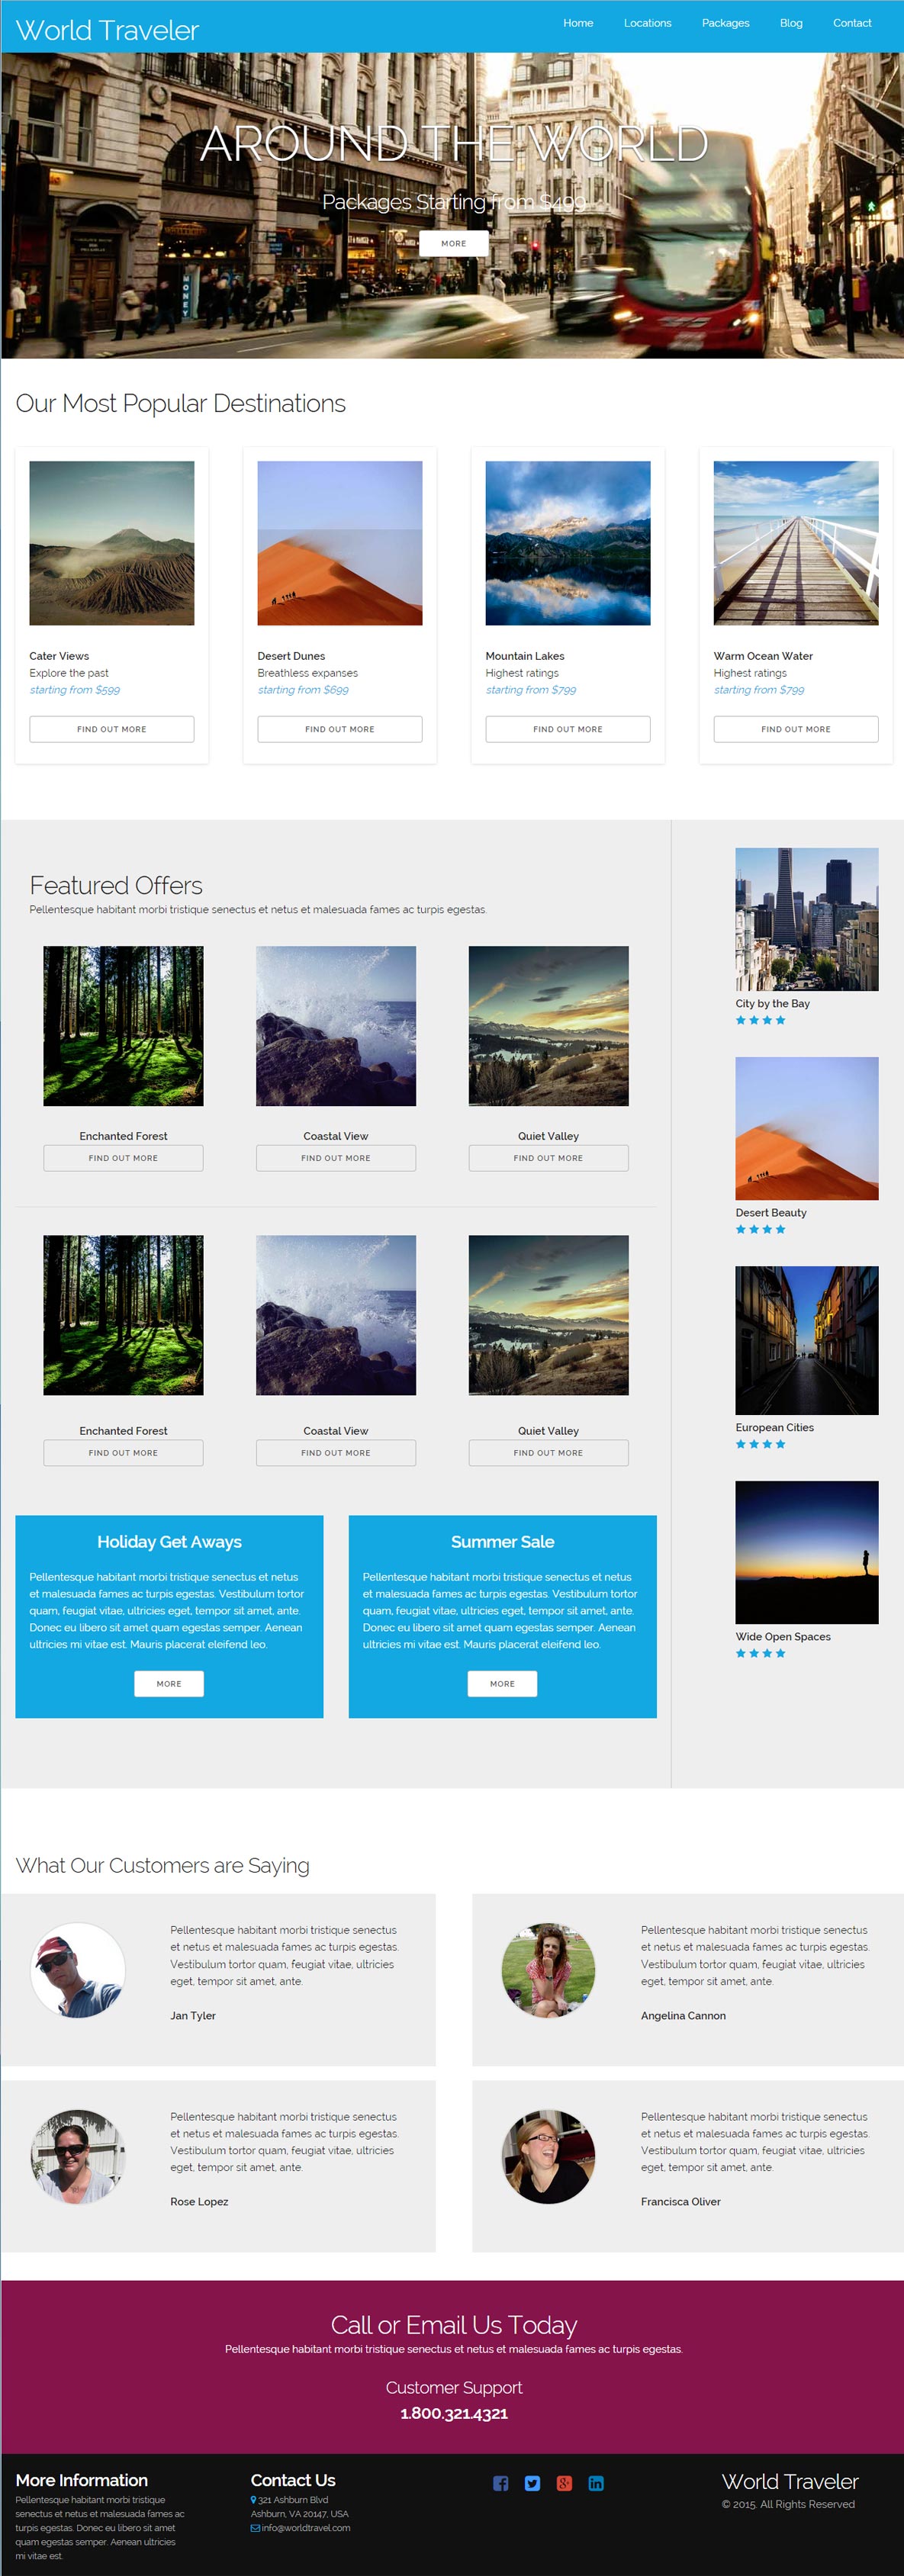 World Traveler
Home Locations Packages Blog Contact
AROUND THE WORLD
Packages Starting from $499
MORE
MONEY
Our Most Popular Destinations
Cater Views
Explore the past
starting from $599
FIND OUT MORE
Desert Dunes
Breathless expanses
starting from $699
FIND OUT MORE
Mountain Lakes
Highest ratings
starting from $799
FIND OUT MORE
Warm Ocean Water
Highest ratings
starting from $799
FIND OUT MORE
Featured Offers
Pellentesque habitant morbi tristique senectus et netus et malesuada fames ac turpis egestas.
Enchanted Forest
FIND OUT MORE
Coastal View
FIND OUT MORE
Quiet Valley
FIND OUT MORE
Enchanted Forest
FIND OUT MORE
Coastal View
FIND OUT MORE
Quiet Valley
FIND OUT MORE
Holiday Get Aways
Pellentesque habitant morbi tristique senectus et netus
et malesuada fames ac turpis egestas. Vestibulum tortor
quam, feugiat vitae, ultricies eget, tempor sit amet, ante.
Donec eu libero sit amet quam egestas semper. Aenean
ultricies mi vitae est. Mauris placerat eleifend leo.
MORE
Summer Sale
Pellentesque habitant morbi tristique senectus et netus
et malesuada fames ac turpis egestas. Vestibulum tortor
quam, feugiat vitae, ultricies eget, tempor sit amet, ante.
Donec eu libero sit amet quam egestas semper. Aenean
ultricies mi vitae est. Mauris placerat eleifend leo.
MORE
City by the Bay
Desert Beauty
European Cities
Wide Open Spaces
What Our Customers are Saying
Pellentesque habitant morbi tristique senectus
et netus et malesuada fames ac turpis egestas.
Vestibulum tortor quam, feugiat vitae, ultricies
eget, tempor sit amet, ante.
Jan Tyler
Pellentesque habitant morbi tristique senectus
et netus et malesuada fames ac turpis egestas.
Vestibulum tortor quam, feugiat vitae, ultricies
eget, tempor sit amet, ante.
Angelina Cannon
Pellentesque habitant morbi tristique senectus
et netus et malesuada fames ac turpis egestas.
Vestibulum tortor quam, feugiat vitae, ultricies
eget, tempor sit amet, ante.
Rose Lopez
Pellentesque habitant morbi tristique senectus
et netus et malesuada fames ac turpis egestas.
Vestibulum tortor quam, feugiat vitae, ultricies
eget, tempor sit amet, ante.
Francisca Oliver
Call or Email Us Today
Pellentesque habitant morbi tristique senectus et netus et malesuada fames ac turpis egestas.
Customer Support
1.800.321.4321
More Information
Pellentesque habitant morbi tristique
senectus et netus et malesuada fames ac
turpis egestas. Donec eu libero sit amet
quam egestas semper. Aenean ultricies
mi vitae est.
Contact Us
321 Ashburn Blvd
Ashburn, VA 20147, USA
info@worldtravel.com
World Traveler
© 2015. All Rights Reserved